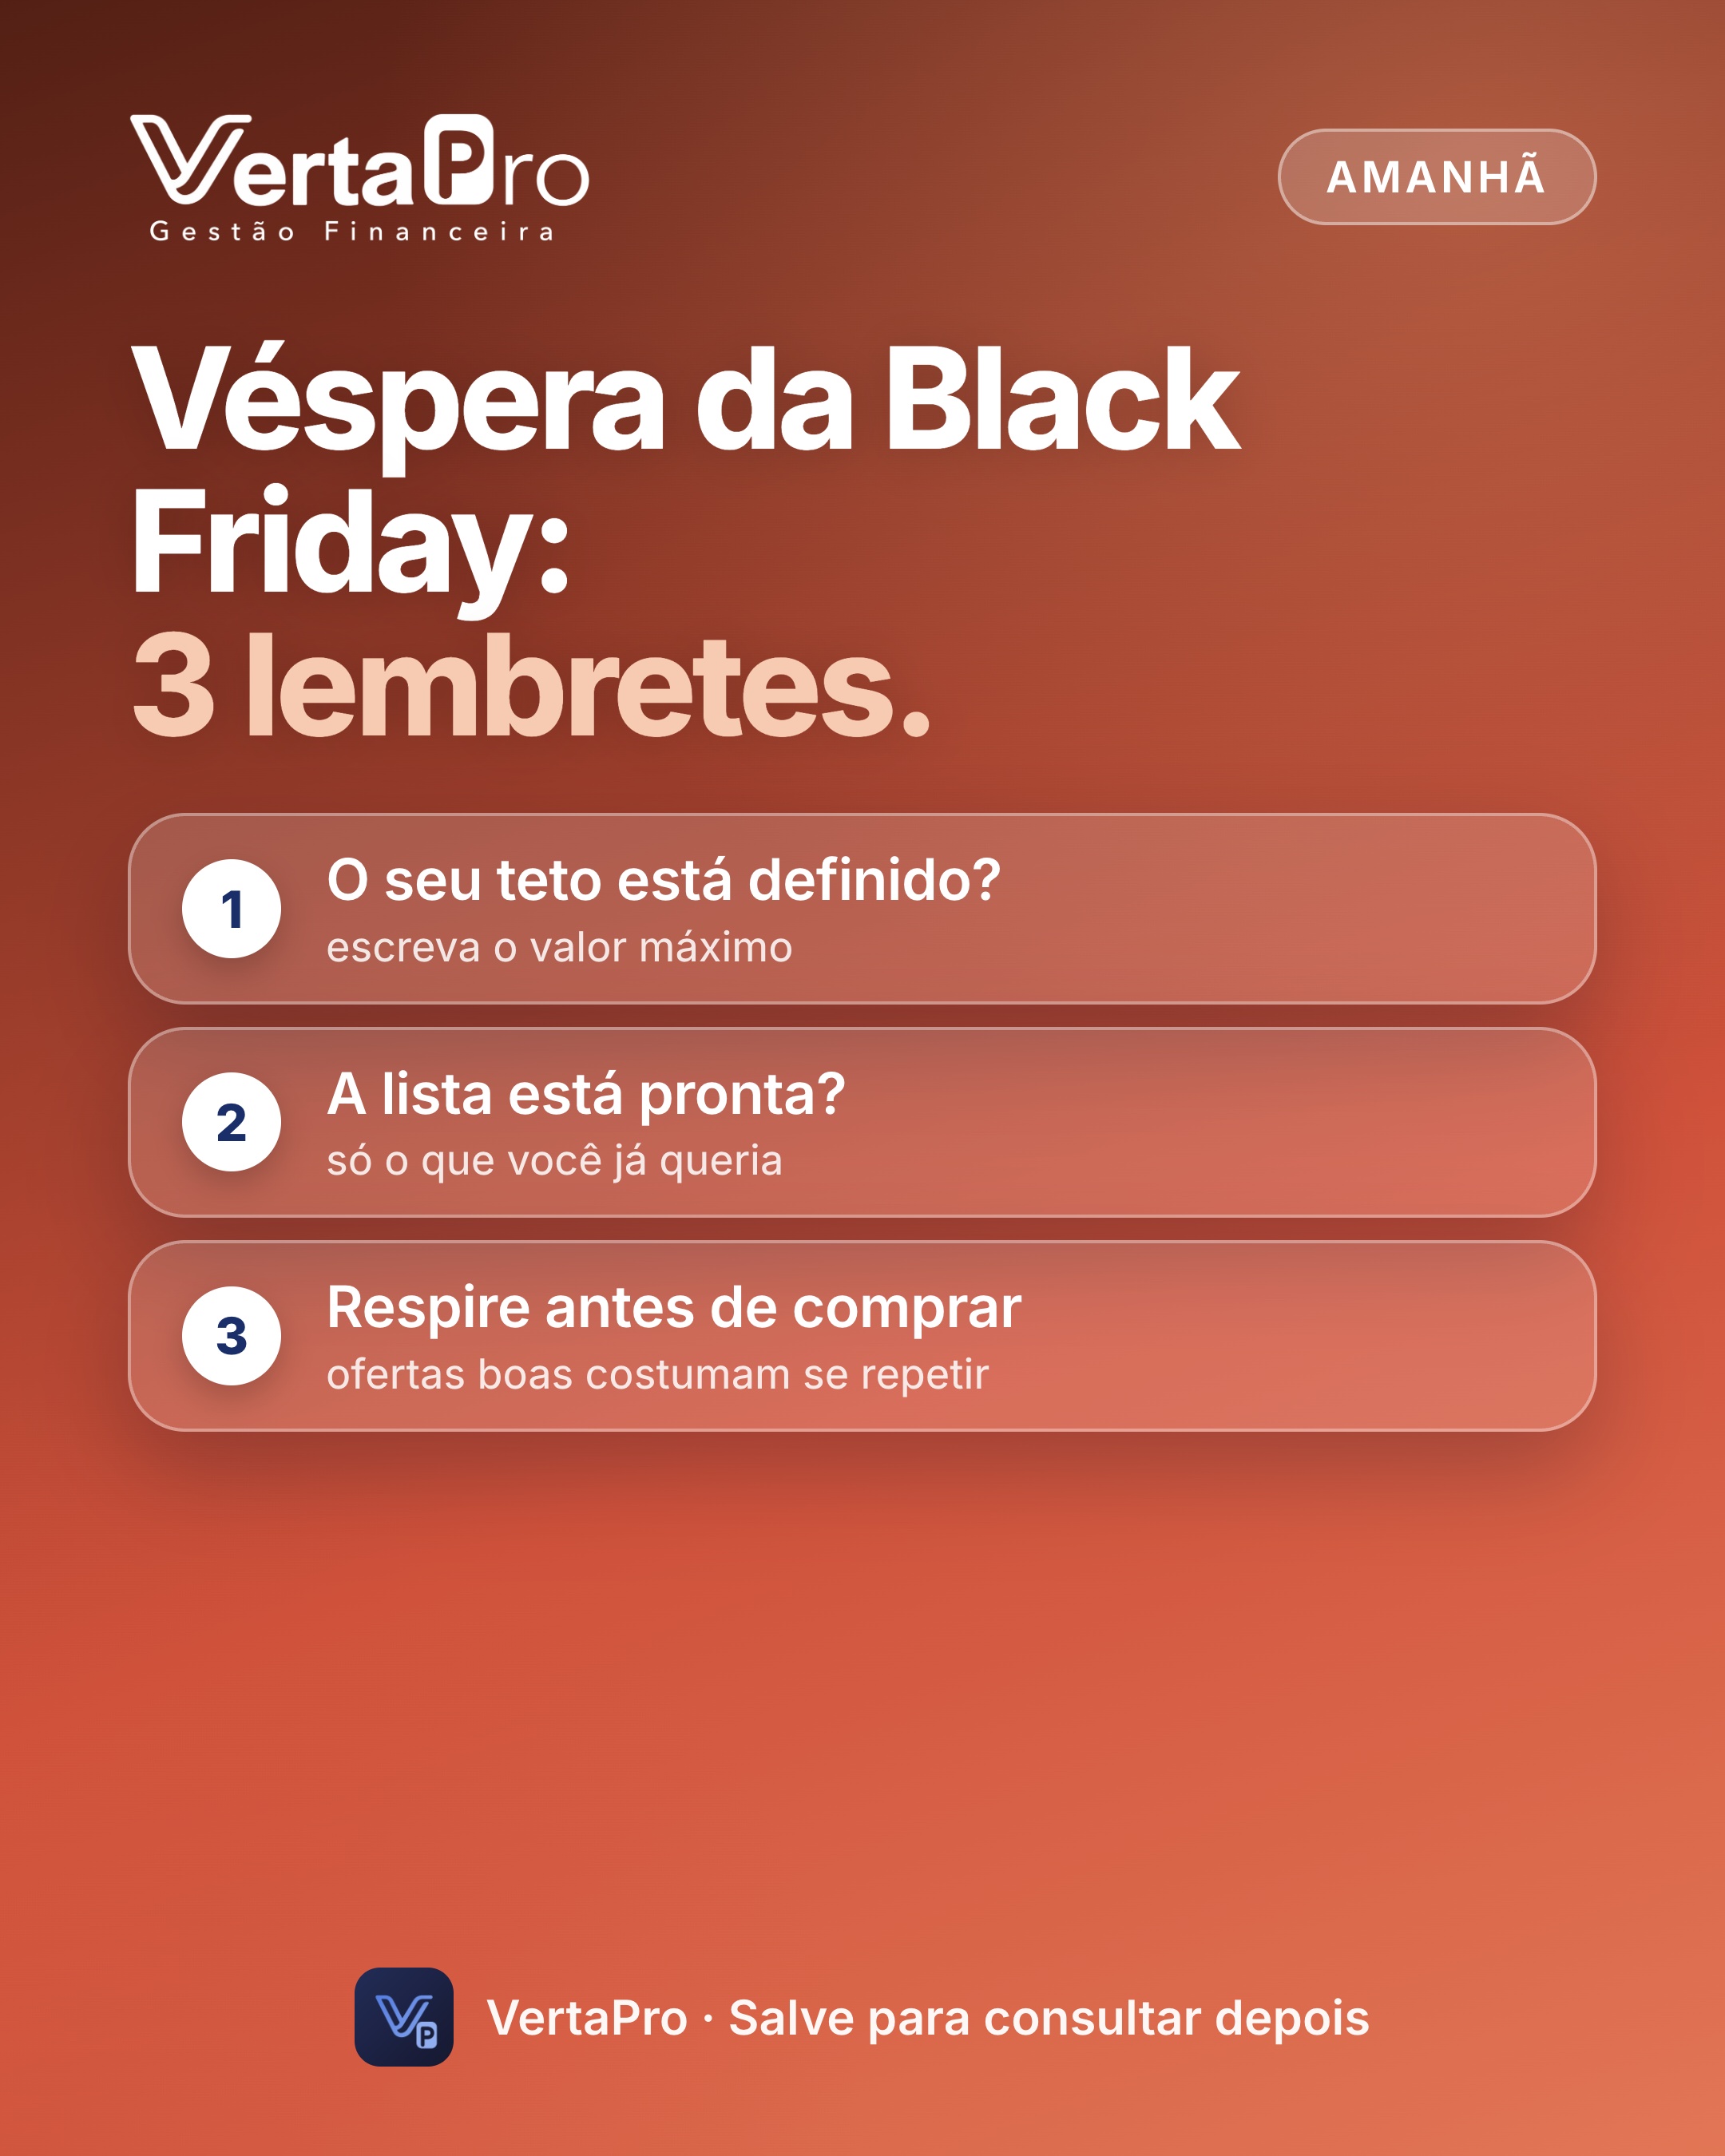 VertaPro
Gestão Financeira
AMANHÃ
Véspera da Black
Friday:
3 lembretes.
1
O seu teto está definido?
escreva o valor máximo
2
A lista está pronta?
só o que você já queria
3
Respire antes de comprar
ofertas boas costumam se repetir
VP
VertaPro · Salve para consultar depois